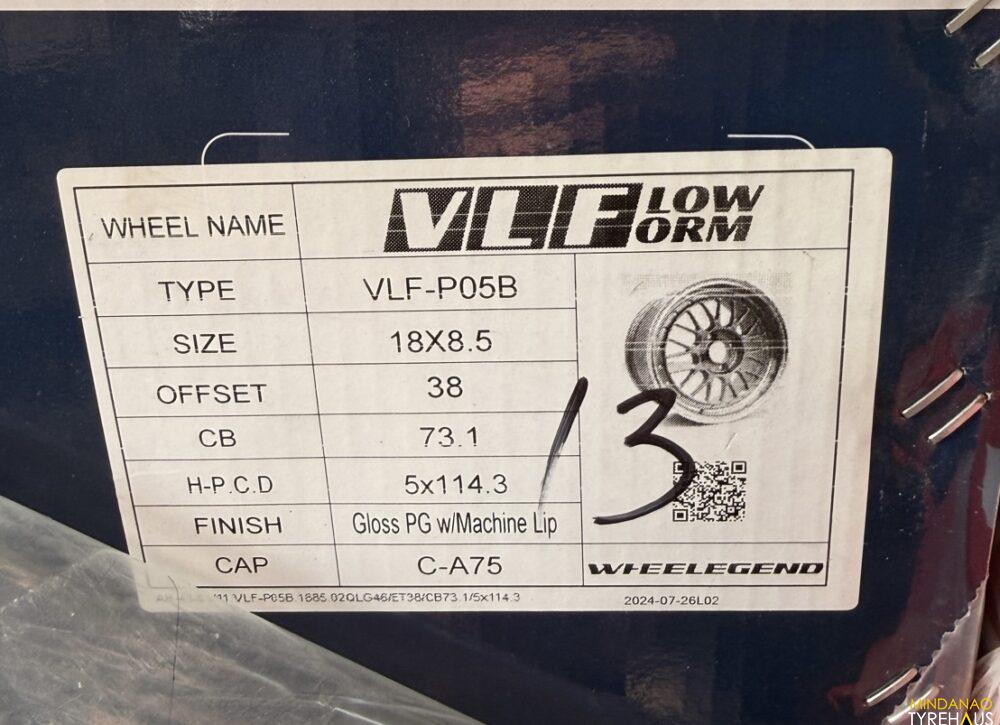 WHEEL NAME VLF LOW ORM
TYPE VLF-P05B
SIZE 18X8.5
OFFSET 38
CB 73.1
H-P.C.D 5x114.3
FINISH Gloss PG w/Machine Lip
CAP C-A75
13
WHEELEGEND
VLF-P05B.1885.02QLG46/ET38/CB73.1/5x114.3
2024-07-26L02
MINDANAO
TYREHAUS